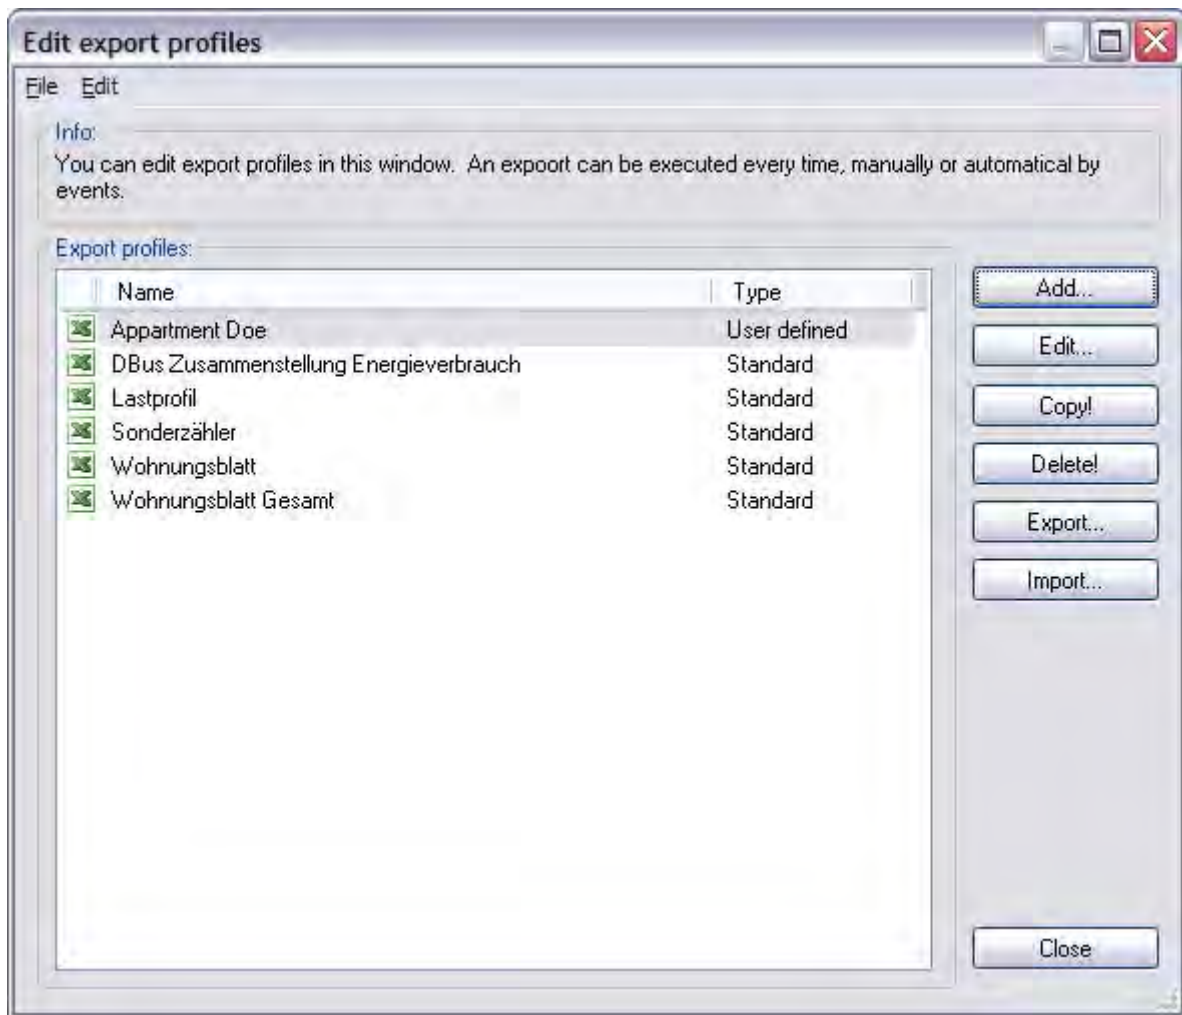 Edit export profiles
File Edit
Info:
You can edit export profiles in this window. An expoort can be executed every time, manually or automatical by
events.
Export profiles:
Name Type
Appartment Doe User defined
DBus Zusammenstellung Energieverbrauch Standard
Lastprofil Standard
Sonderzähler Standard
Wohnungsblatt Standard
Wohnungsblatt Gesamt Standard
Add...
Edit...
Copy!
Delete!
Export...
Import...
Close